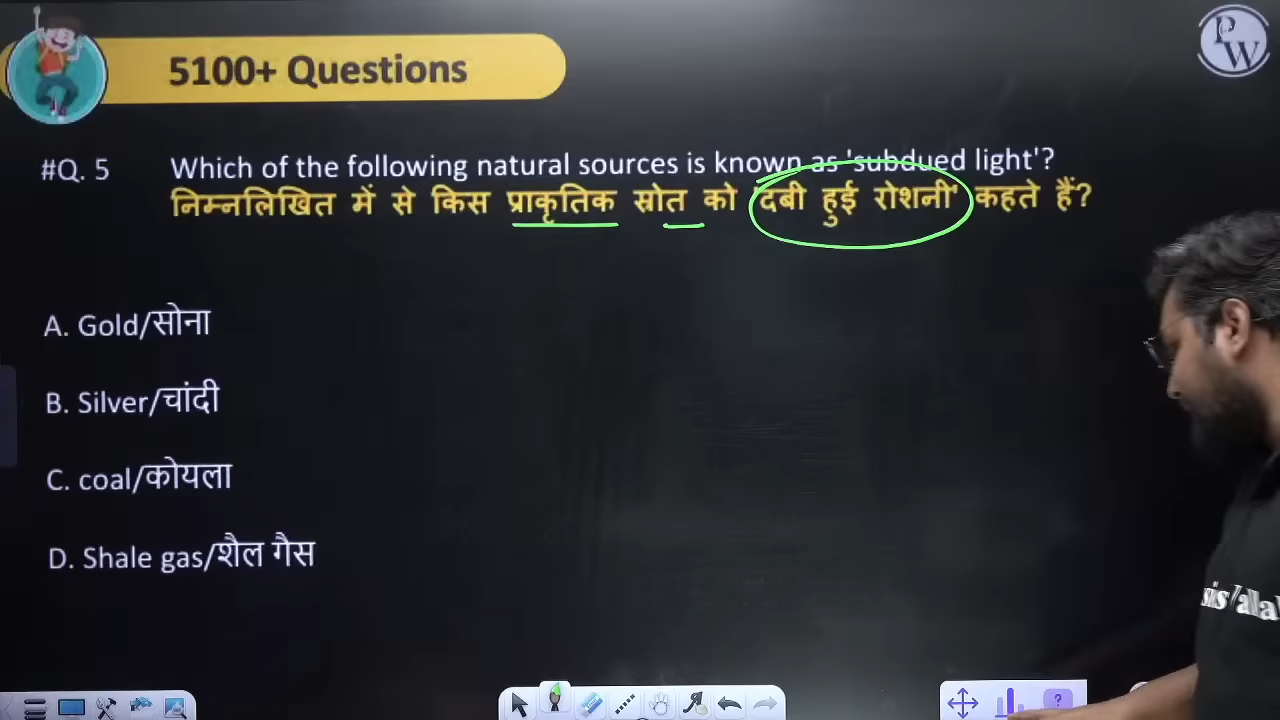 5100+ Questions
PW
#Q. 5 Which of the following natural sources is known as 'subdued light'?
निम्नलिखित में से किस प्राकृतिक स्रोत को 'दबी हुई रोशनी' कहते हैं?
A. Gold/सोना
B. Silver/चांदी
C. coal/कोयला
D. Shale gas/शैल गैस